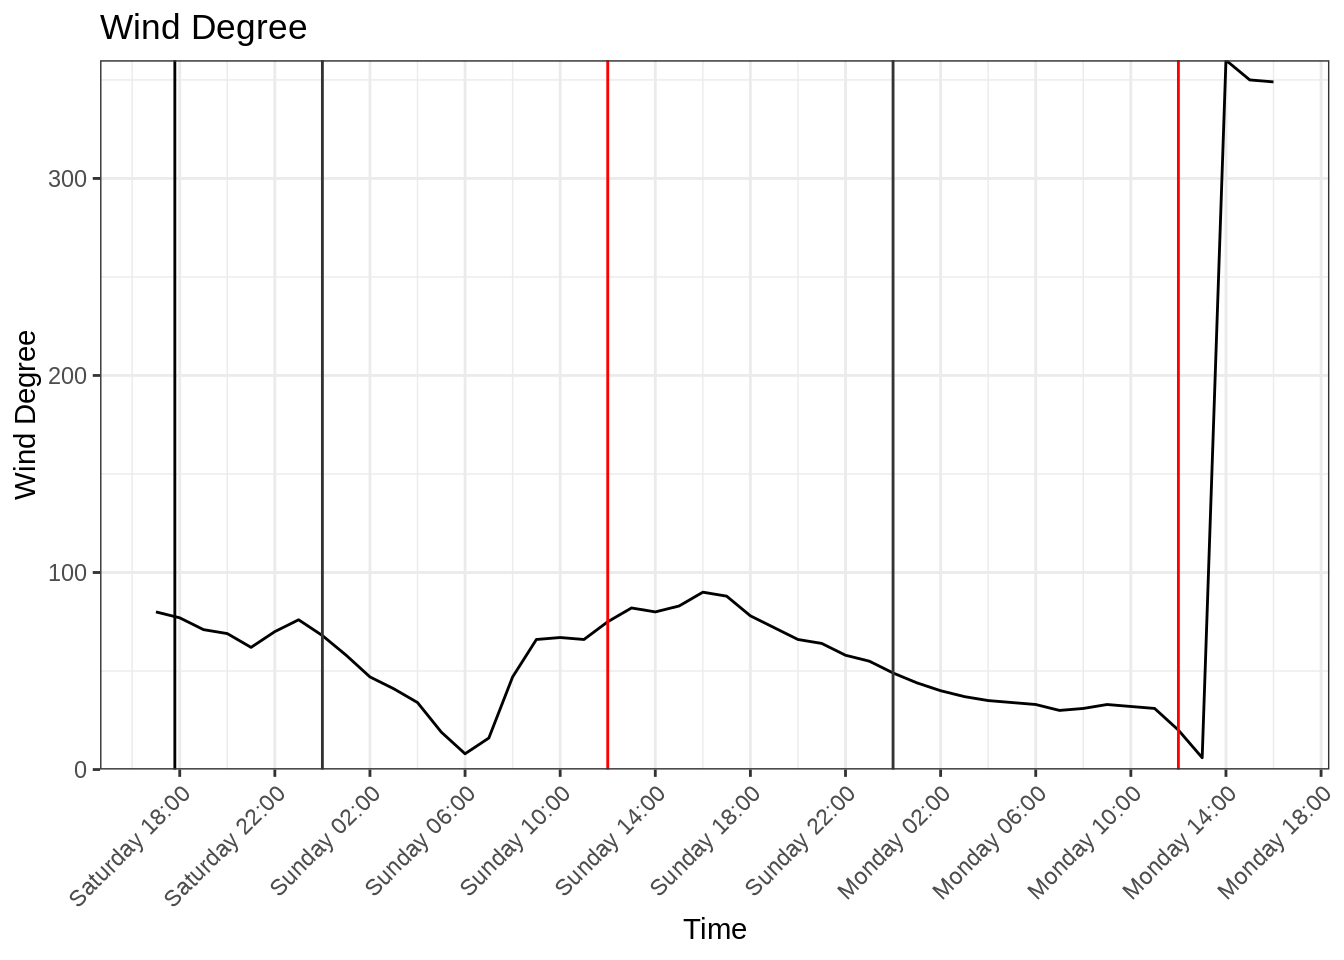 Wind Degree
Wind Degree
300
200
100
0
Saturday 18:00
Saturday 22:00
Sunday 02:00
Sunday 06:00
Sunday 10:00
Sunday 14:00
Sunday 18:00
Sunday 22:00
Monday 02:00
Monday 06:00
Monday 10:00
Monday 14:00
Monday 18:00
Time